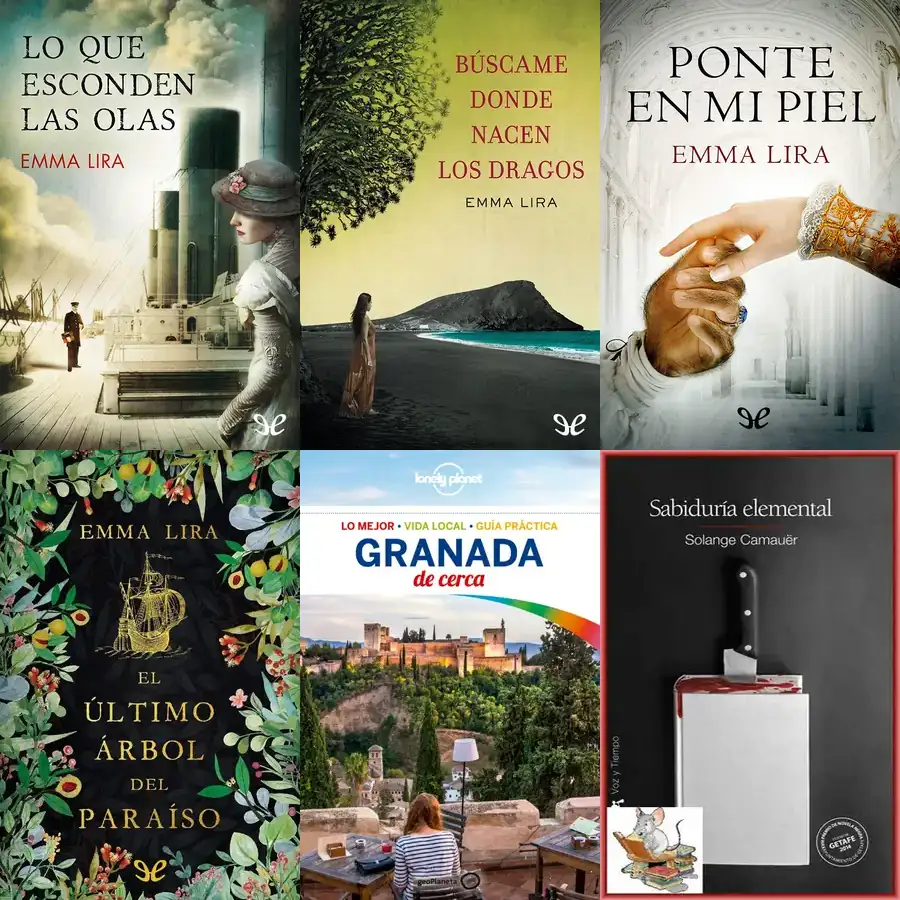 LO QUE
ESCONDEN
LAS OLAS
EMMA LIRA
BÚSCAME
DONDE
NACEN
LOS DRAGOS
EMMA LIRA
PONTE
EN MI PIEL
EMMA LIRA
EMMA LIRA
EL
ÚLTIMO
ÁRBOL
DEL
PARAÍSO
lonely planet
LO MEJOR • VIDA LOCAL • GUÍA PRÁCTICA
GRANADA
de cerca
geoPlaneta
Sabiduría elemental
Solange Camauër
Voz y Tiempo
GETAFE
2014